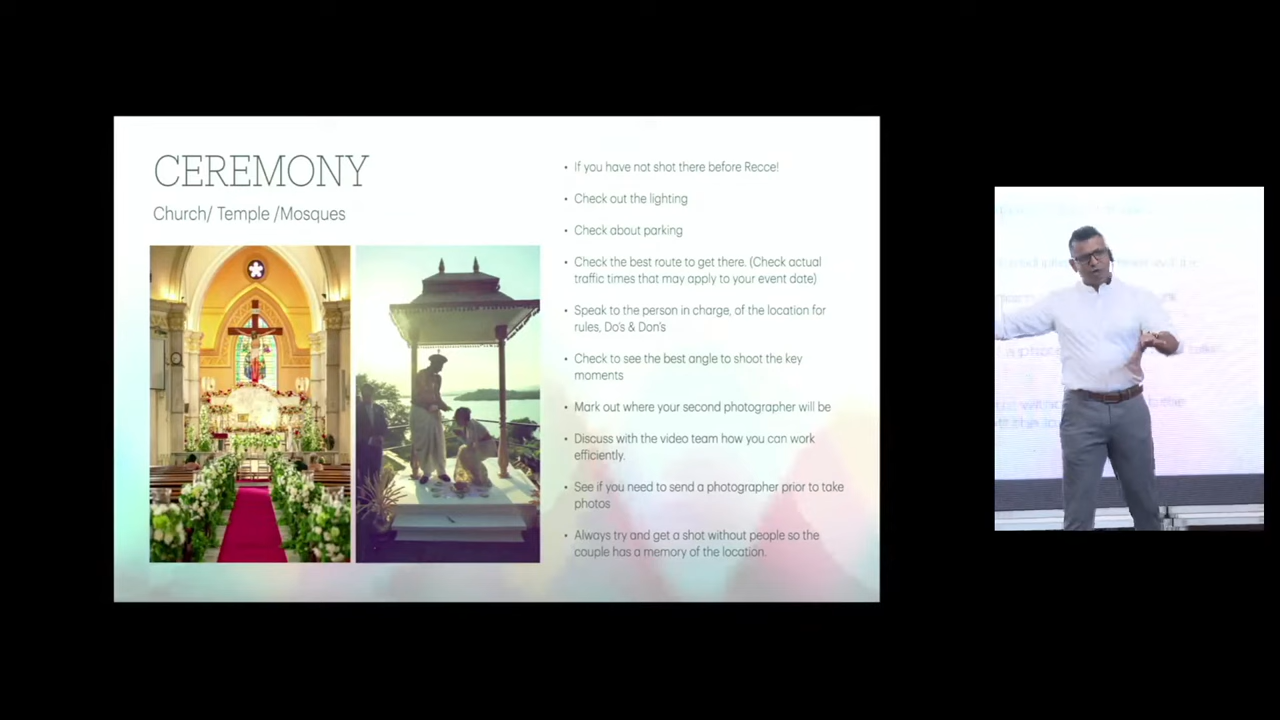 CEREMONY
Church/ Temple /Mosques
• If you have not shot there before Recce!
• Check out the lighting
• Check about parking
• Check the best route to get there. (Check actual
traffic times that may apply to your event date)
• Speak to the person in charge, of the location for
rules, Do's & Don's
• Check to see the best angle to shoot the key
moments
• Mark out where your second photographer will be
• Discuss with the video team how you can work
efficiently.
• See if you need to send a photographer prior to take
photos
• Always try and get a shot without people so the
couple has a memory of the location.